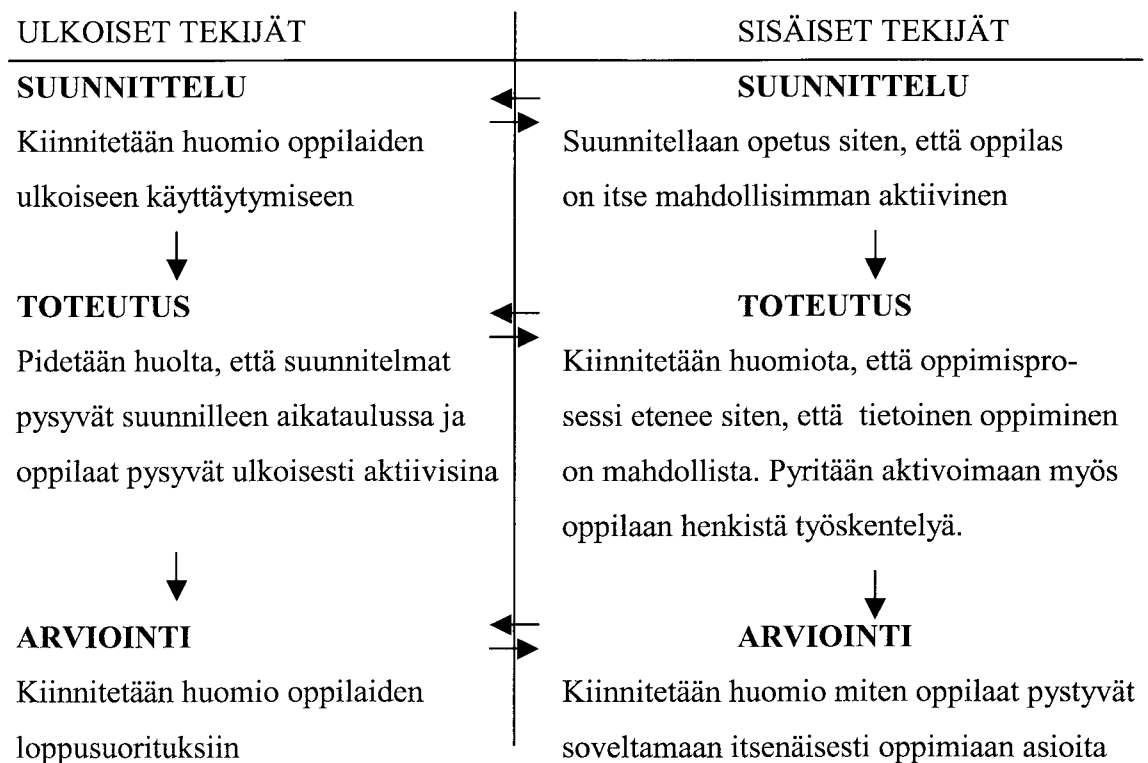 ULKOISET TEKIJÄT
SUUNNITTELU
Kiinnitetään huomio oppilaiden
ulkoiseen käyttäytymiseen
TOTEUTUS
Pidetään huolta, että suunnitelmat
pysyvät suunnilleen aikataulussa ja
oppilaat pysyvät ulkoisesti aktiivisina
ARVIOINTI
Kiinnitetään huomio oppilaiden
loppusuorituksiin
SISÄISET TEKIJÄT
SUUNNITTELU
Suunnitellaan opetus siten, että oppilas
on itse mahdollisimman aktiivinen
TOTEUTUS
Kiinnitetään huomiota, että oppimispro-
sessi etenee siten, että tietoinen oppiminen
on mahdollista. Pyritään aktivoimaan myös
oppilaan henkistä työskentelyä.
ARVIOINTI
Kiinnitetään huomio miten oppilaat pystyvät
soveltamaan itsenäisesti oppimiaan asioita